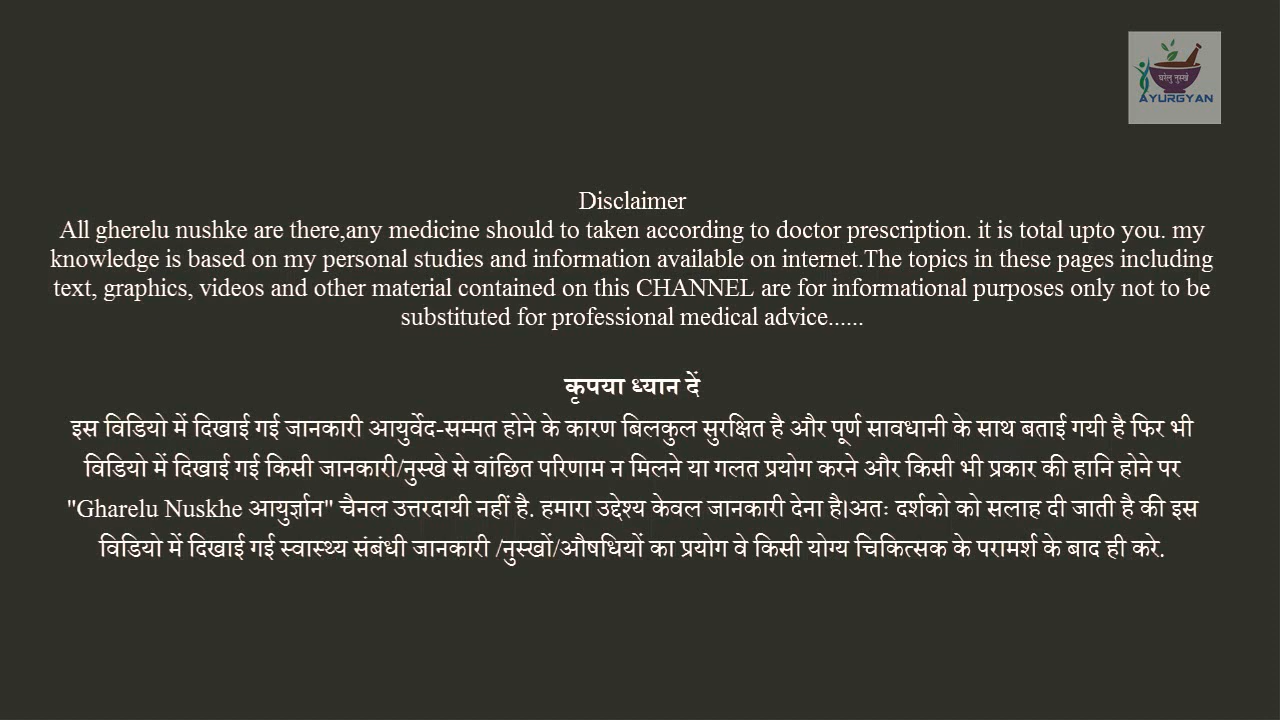 घरेलु नुस्खे
AYURGYAN
Disclaimer
All gherelu nushke are there,any medicine should to taken according to doctor prescription. it is total upto you. my
knowledge is based on my personal studies and information available on internet.The topics in these pages including
text, graphics, videos and other material contained on this CHANNEL are for informational purposes only not to be
substituted for professional medical advice......
कृपया ध्यान दें
इस विडियो में दिखाई गई जानकारी आयुर्वेद-सम्मत होने के कारण बिलकुल सुरक्षित है और पूर्ण सावधानी के साथ बताई गयी है फिर भी
विडियो में दिखाई गई किसी जानकारी/नुस्खे से वांछित परिणाम न मिलने या गलत प्रयोग करने और किसी भी प्रकार की हानि होने पर
"Gharelu Nuskhe आयुर्ज्ञान" चैनल उत्तरदायी नहीं है. हमारा उद्देश्य केवल जानकारी देना है।अतः दर्शको को सलाह दी जाती है की इस
विडियो में दिखाई गई स्वास्थ्य संबंधी जानकारी /नुस्खों/औषधियों का प्रयोग वे किसी योग्य चिकित्सक के परामर्श के बाद ही करे.